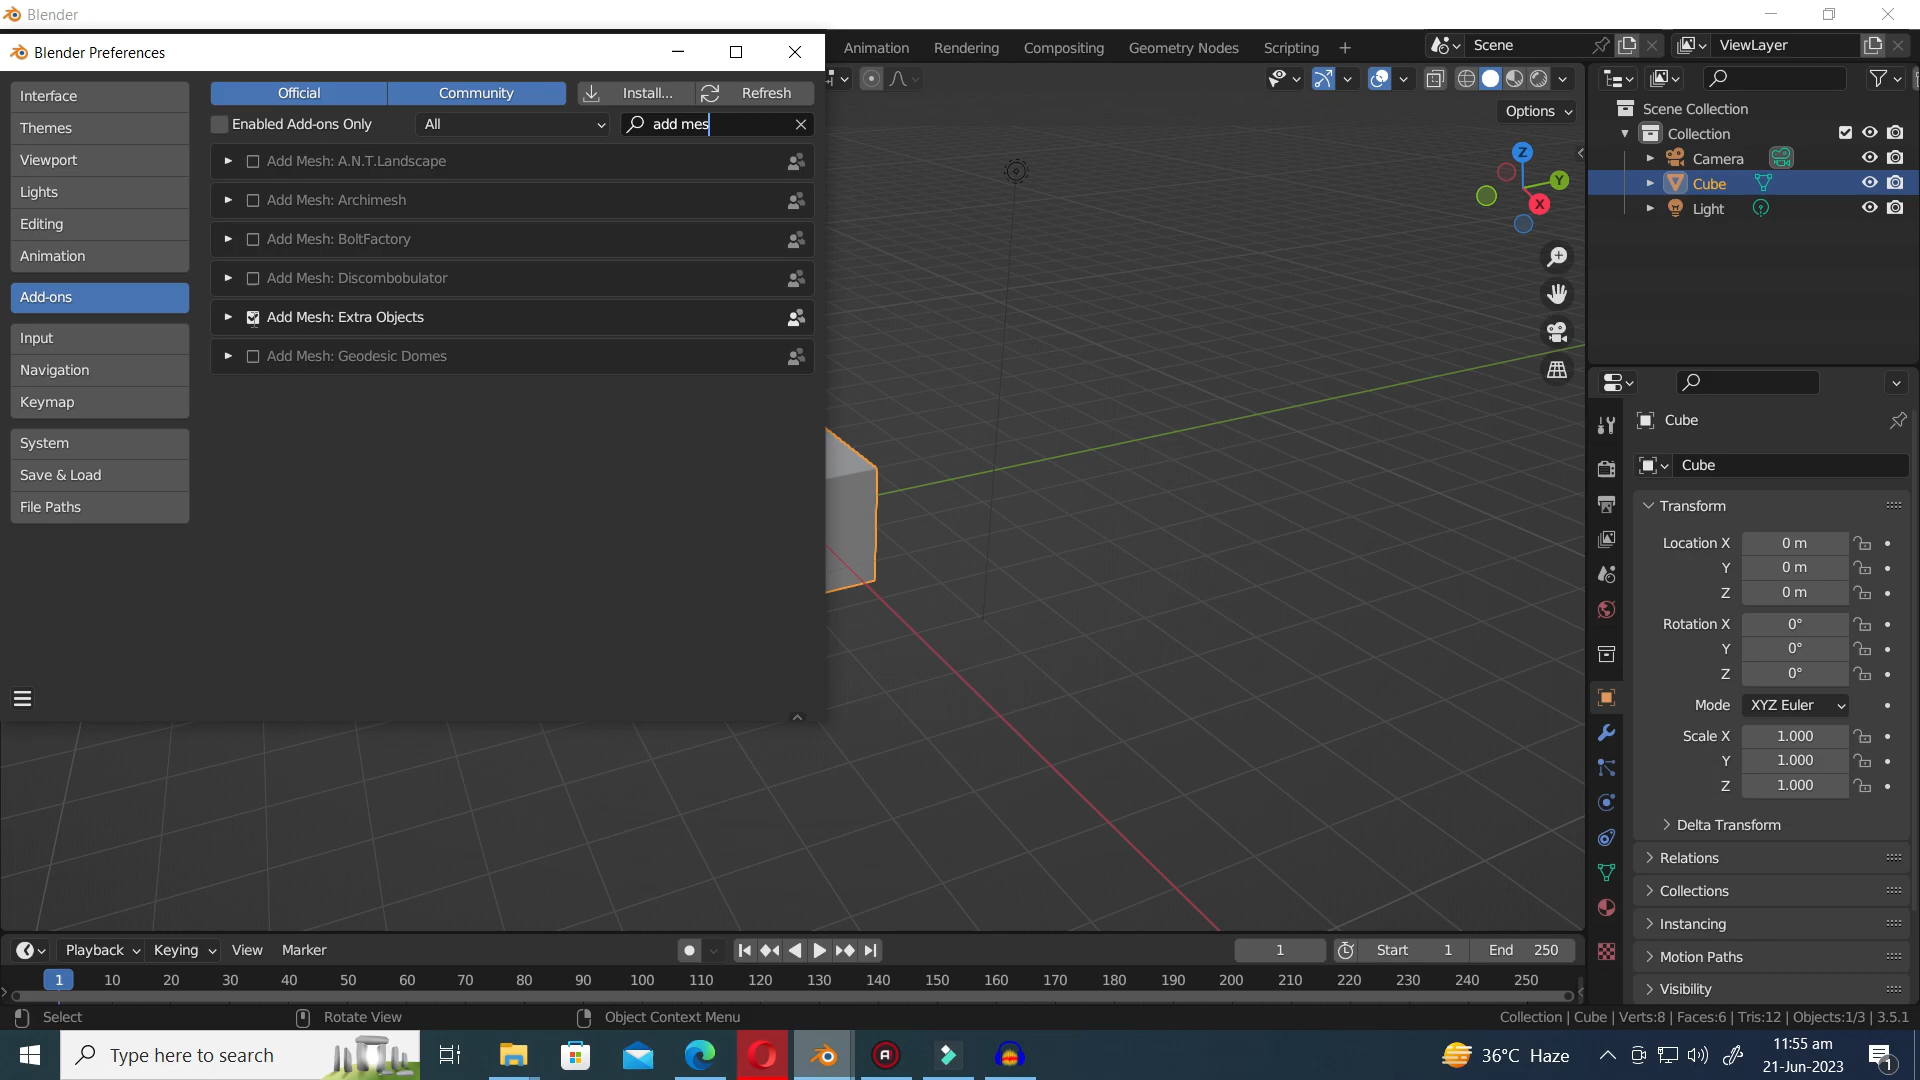 Blender
Blender Preferences
Animation
Rendering
Compositing
Geometry Nodes
Scripting
Scene
ViewLayer
Interface
Themes
Viewport
Lights
Editing
Animation
Add-ons
Input
Navigation
Keymap
System
Save & Load
File Paths
Official
Community
Install...
Refresh
Enabled Add-ons Only
All
add mes
Add Mesh: A.N.T.Landscape
Add Mesh: Archimesh
Add Mesh: BoltFactory
Add Mesh: Discombobulator
Add Mesh: Extra Objects
Add Mesh: Geodesic Domes
Options
Z
Y
X
Scene Collection
Collection
Camera
Cube
Light
Cube
Cube
Transform
Location X 0 m
Y 0 m
Z 0 m
Rotation X 0°
Y 0°
Z 0°
Mode XYZ Euler
Scale X 1.000
Y 1.000
Z 1.000
Delta Transform
Relations
Collections
Instancing
Motion Paths
Visibility
Playback
Keying
View
Marker
1
Start 1
End 250
1 10 20 30 40 50 60 70 80 90 100 110 120 130 140 150 160 170 180 190 200 210 220 230 240 250
Select
Rotate View
Object Context Menu
Collection | Cube | Verts:8 | Faces:6 | Tris:12 | Objects:1/3 | 3.5.1
Type here to search
36°C Haze
11:55 am
21-Jun-2023
1